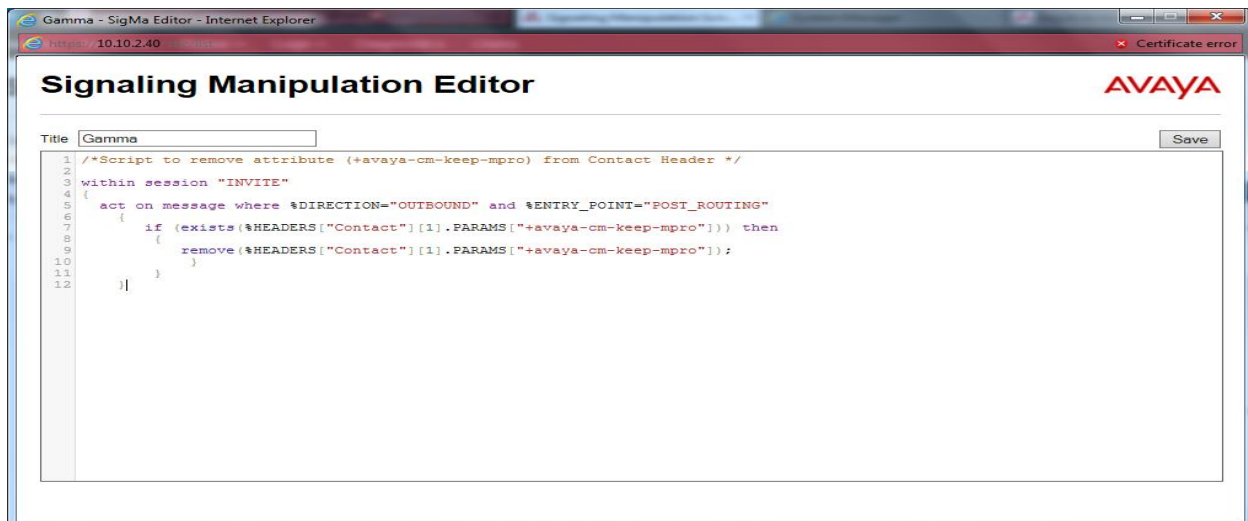 Gamma - SigMa Editor - Internet Explorer
https://10.10.2.40
Certificate error
Signaling Manipulation Editor
AVAYA
Title Gamma
Save
1 /*Script to remove attribute (+avaya-cm-keep-mpro) from Contact Header */
2
3 within session "INVITE"
4 {
5 act on message where %DIRECTION="OUTBOUND" and %ENTRY_POINT="POST_ROUTING"
6 {
7 if (exists(%HEADERS["Contact"][1].PARAMS["+avaya-cm-keep-mpro"])) then
8 {
9 remove(%HEADERS["Contact"][1].PARAMS["+avaya-cm-keep-mpro"]);
10 }
11 }
12 }